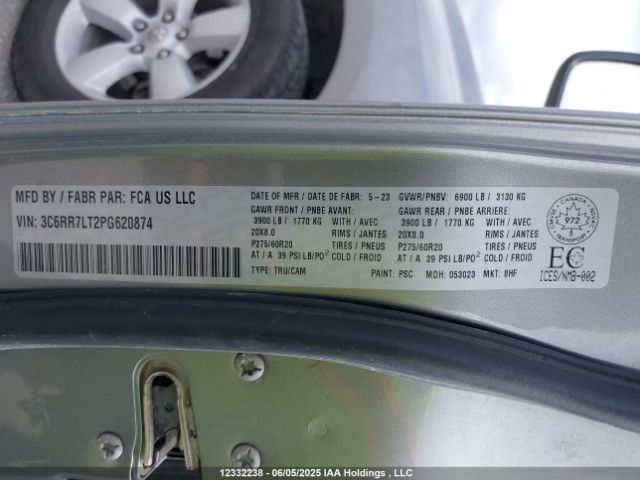 MFD BY / FABR PAR: FCA US LLC
VIN: 3C6RR7LT2PG620874
DATE OF MFR / DATE DE FABR: 5-23 GVWR/PNBV: 6900 LB / 3130 KG
GAWR FRONT / PNBE AVANT: GAWR REAR / PNBE ARRIERE:
3900 LB / 1770 KG WITH / AVEC 3900 LB / 1770 KG WITH / AVEC
20X8.0 RIMS / JANTES 20X8.0 RIMS / JANTES
P275/60R20 TIRES / PNEUS P275/60R20 TIRES / PNEUS
AT / A 39 PSI LB/PO² COLD / FROID AT / A 39 PSI LB/PO² COLD / FROID
TYPE: TRU/CAM PAINT: PSC MDH: 053023 MKT: 8HF
CANADA
972
EC
ICES/NMB-002
12332238 - 06/05/2025 IAA Holdings , LLC